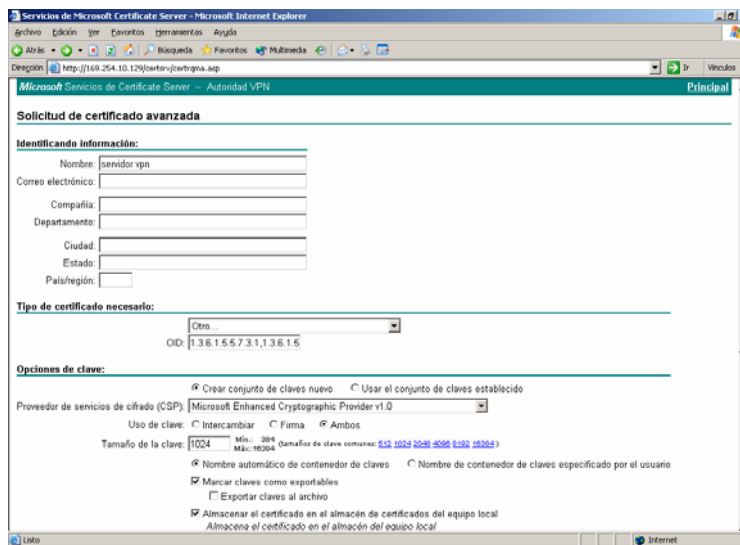 Servicios de Microsoft Certificate Server - Microsoft Internet Explorer
Archivo Edición Ver Favoritos Herramientas Ayuda
Atrás Búsqueda Favoritos Multimedia
Dirección http://169.254.10.129/certsrv/certrqma.asp Ir Vínculos
Microsoft Servicios de Certificate Server -- Autoridad VPN Principal
Solicitud de certificado avanzada
Identificando información:
Nombre: servidor vpn
Correo electrónico:
Compañía:
Departamento:
Ciudad:
Estado:
País/región:
Tipo de certificado necesario:
Otro...
OID: 1.3.6.1.5.5.7.3.1,1.3.6.1.5
Opciones de clave:
Crear conjunto de claves nuevo Usar el conjunto de claves establecido
Proveedor de servicios de cifrado (CSP): Microsoft Enhanced Cryptographic Provider v1.0
Uso de clave: Intercambiar Firma Ambos
Tamaño de la clave: 1024 Mín.: 384 Máx.:16384 (tamaños de clave comunes: 512 1024 2048 4096 8192 16384 )
Nombre automático de contenedor de claves Nombre de contenedor de claves especificado por el usuario
Marcar claves como exportables
Exportar claves al archivo
Almacenar el certificado en el almacén de certificados del equipo local
Almacena el certificado en el almacén del equipo local
Listo Internet